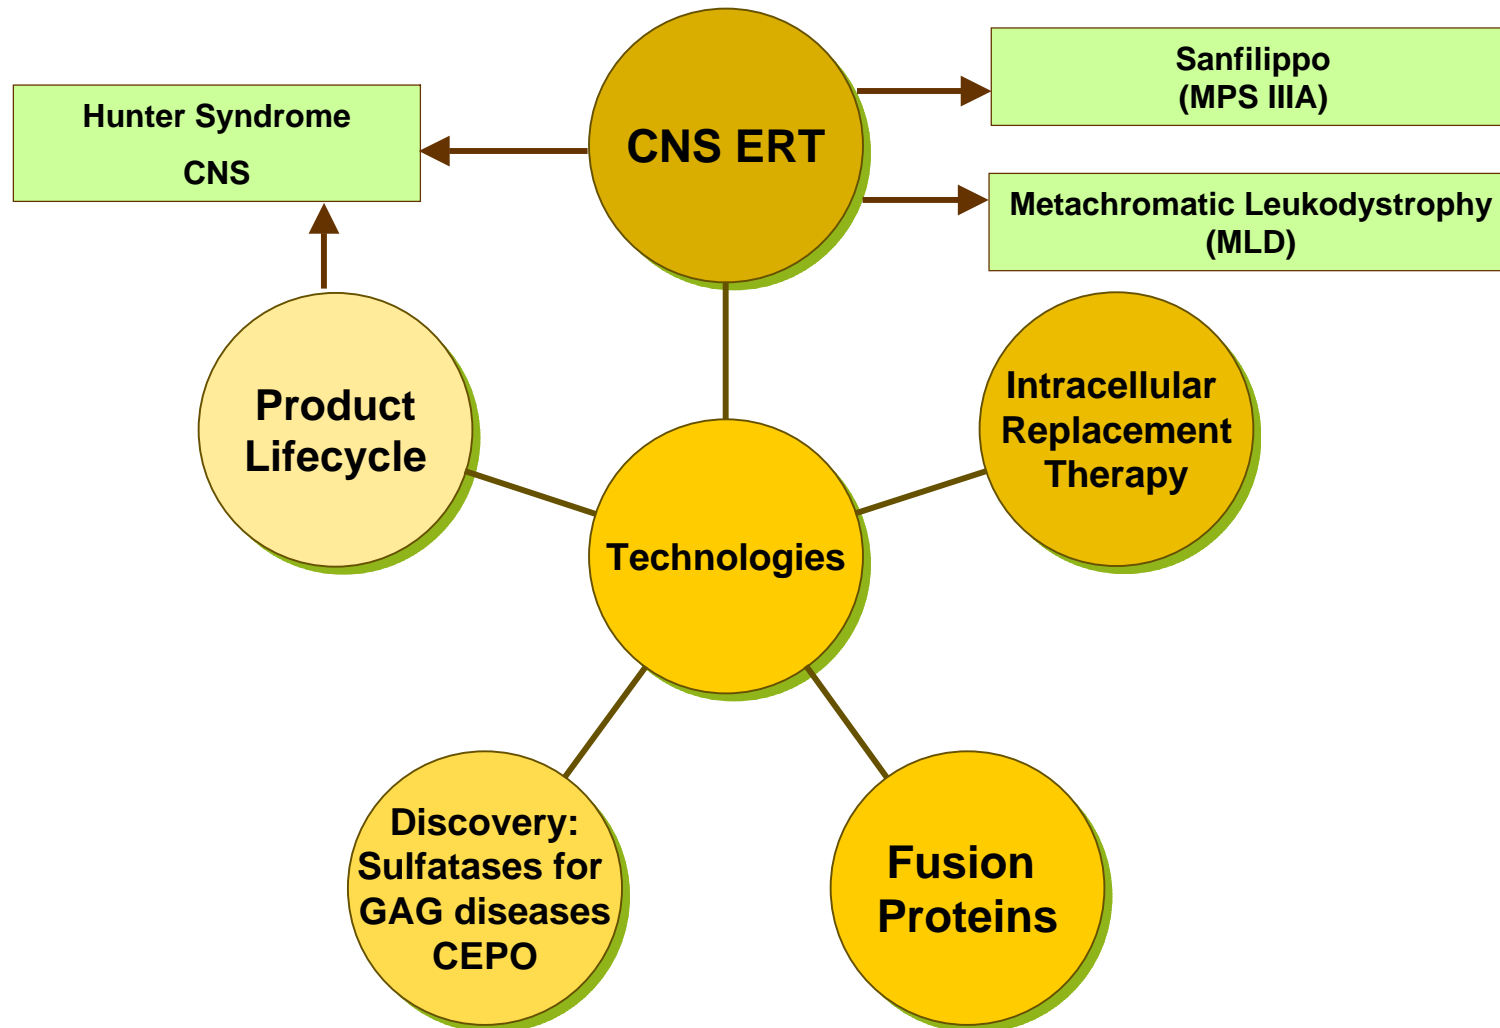 CNS ERT
Sanfilippo
(MPS IIIA)
Hunter Syndrome
CNS
Metachromatic Leukodystrophy
(MLD)
Product
Lifecycle
Intracellular
Replacement
Therapy
Technologies
Discovery:
Sulfatases for
GAG diseases
CEPO
Fusion
Proteins